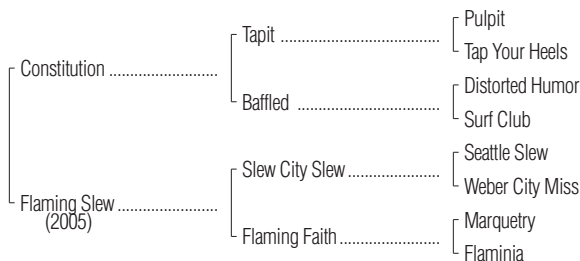 Pulpit
Tapit ........................................
Tap Your Heels
Constitution ...........................
Distorted Humor
Baffled ...................................
Surf Club
Seattle Slew
Slew City Slew ...........................
Weber City Miss
Flaming Slew .........................
(2005)
Marquetry
Flaming Faith .........................
Flaminia